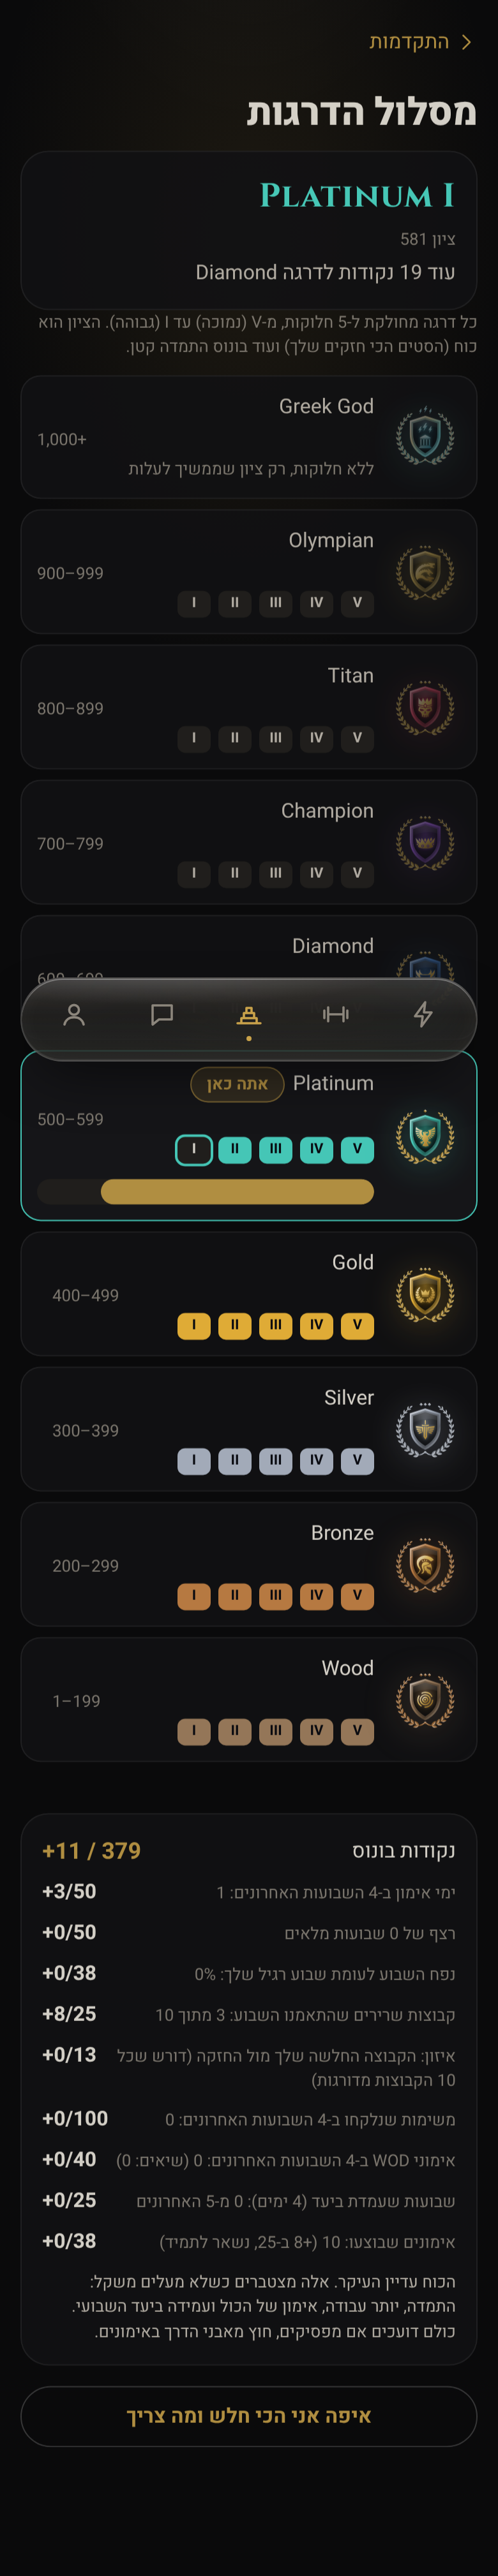 התקדמות
מסלול הדרגות
PLATINUM I
ציון 581
עוד 19 נקודות לדרגה Diamond
כל דרגה מחולקת ל-5 חלוקות, מ-V (נמוכה) עד I (גבוהה). הציון הוא
כוח (הסטים הכי חזקים שלך) ועוד בונוס התמדה קטן.
Greek God
1,000+
ללא חלוקות, רק ציון שממשיך לעלות
Olympian
900–999
V IV III II I
Titan
800–899
V IV III II I
Champion
700–799
V IV III II I
Diamond
600–699
Platinum אתה כאן
500–599
V IV III II I
Gold
400–499
V IV III II I
Silver
300–399
V IV III II I
Bronze
200–299
V IV III II I
Wood
1–199
V IV III II I
נקודות בונוס +11 / 379
ימי אימון ב-4 השבועות האחרונים: 1 +3/50
רצף של 0 שבועות מלאים +0/50
נפח השבוע לעומת שבוע רגיל שלך: 0% +0/38
קבוצות שרירים שהתאמנו השבוע: 3 מתוך 10 +8/25
איזון: הקבוצה החלשה שלך מול החזקה (דורש שכל +0/13
10 הקבוצות מדורגות)
משימות שנלקחו ב-4 השבועות האחרונים: 0 +0/100
אימוני WOD ב-4 השבועות האחרונים: 0 (שיאים: 0) +0/40
שבועות שעמדת ביעד (4 ימים): 0 מ-5 האחרונים +0/25
אימונים שבוצעו: 10 (+8 ב-25, נשאר לתמיד) +0/38
הכוח עדיין העיקר. אלה מצטברים כשלא מעלים משקל:
התמדה, יותר עבודה, אימון של הכול ועמידה ביעד השבועי.
כולם דועכים אם מפסיקים, חוץ מאבני הדרך באימונים.
איפה אני הכי חלש ומה צריך